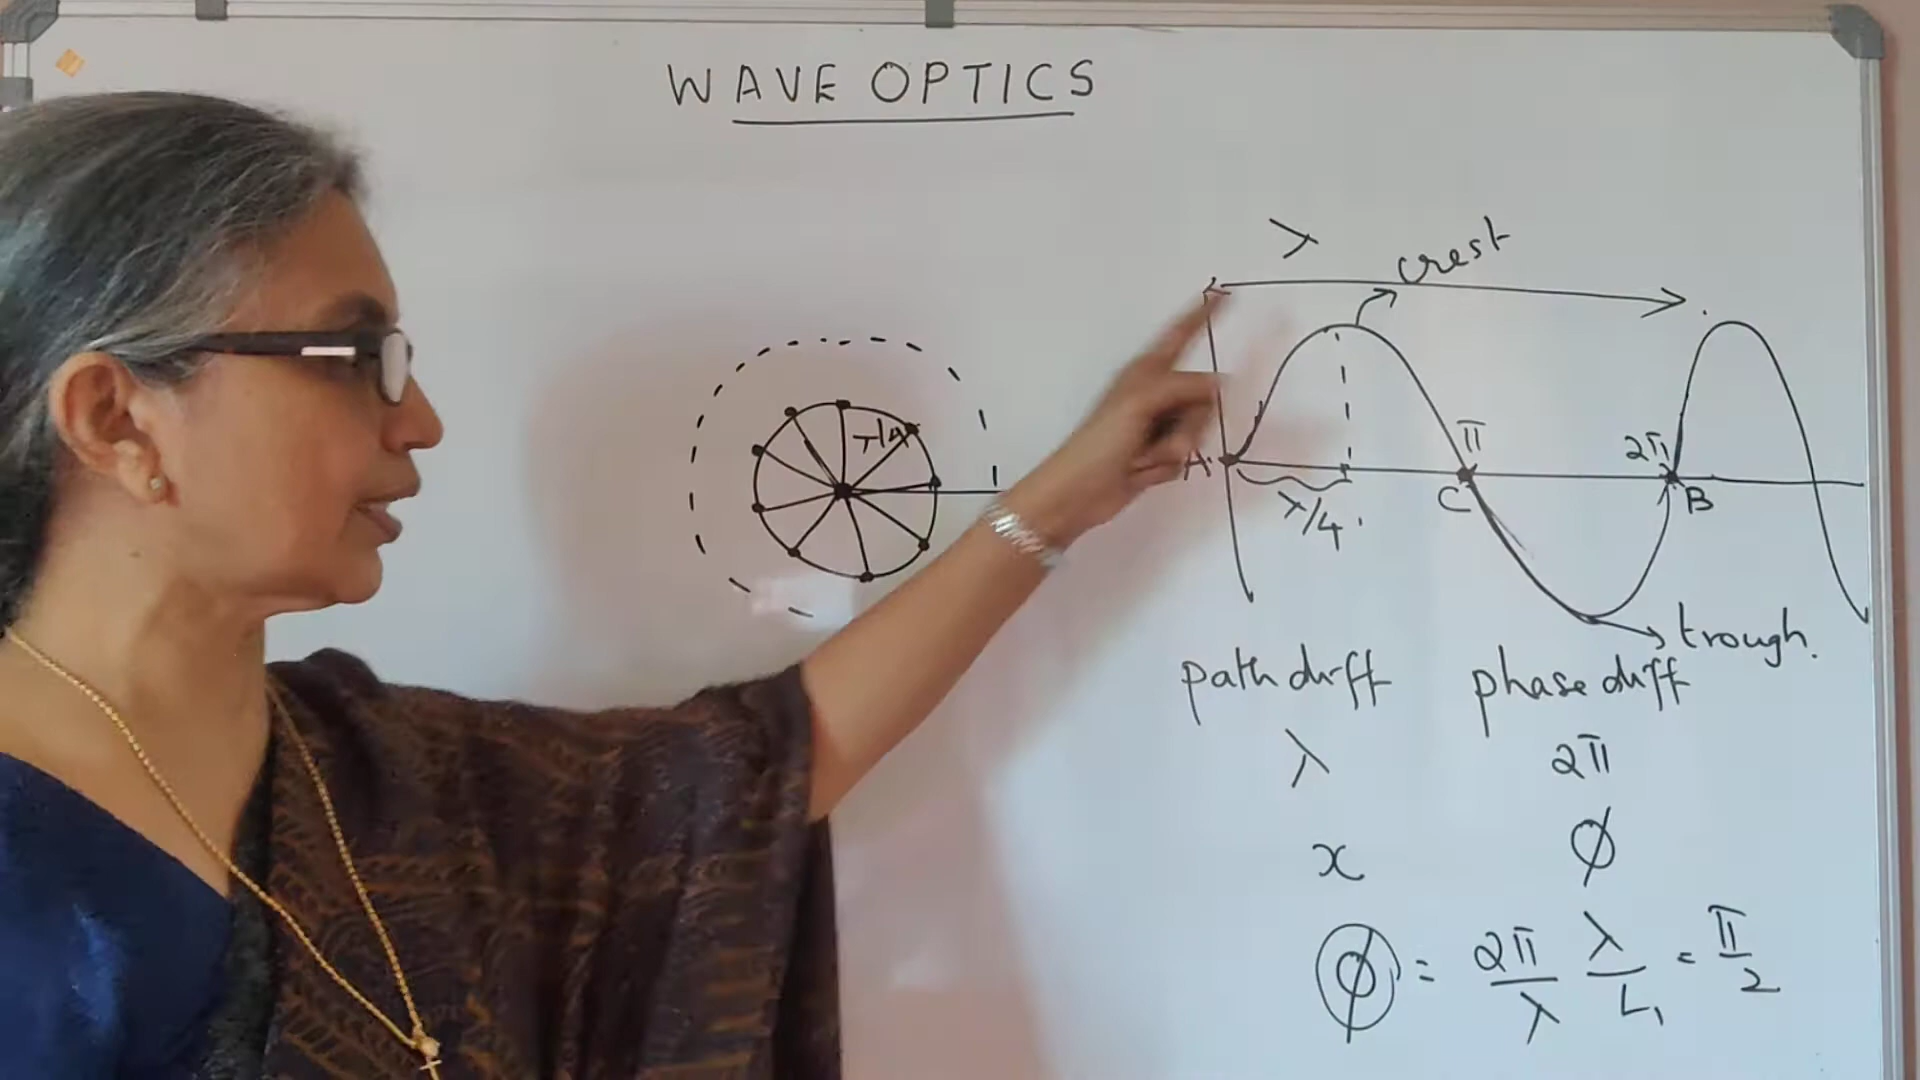 WAVE OPTICS
λ
crest
T/4
A
π
2π
C
B
λ/4
trough.
path diff phase diff
λ 2π
x φ
φ = 2π/λ λ/4 = π/2